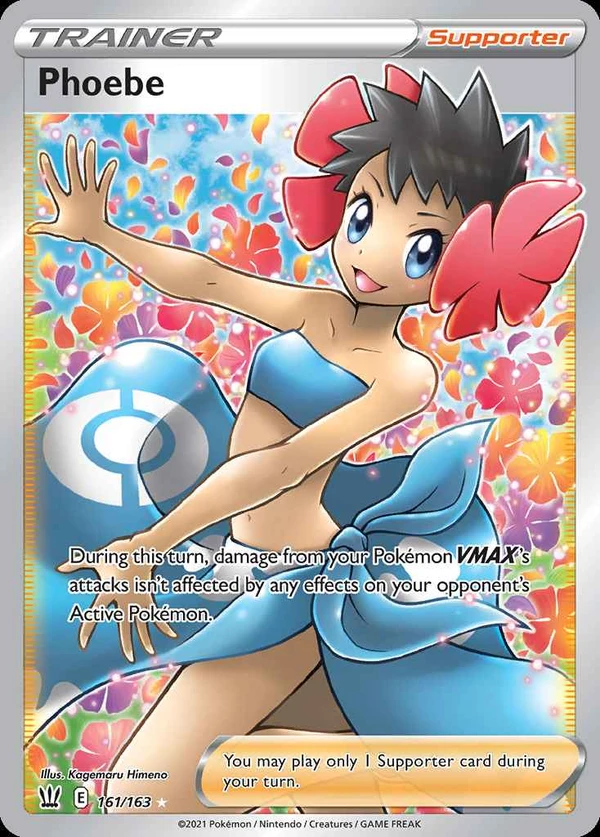 TRAINER
Supporter
Phoebe
During this turn, damage from your Pokémon VMAX's
attacks isn't affected by any effects on your opponent's
Active Pokémon.
You may play only 1 Supporter card during
your turn.
Illus. Kagemaru Himeno
E 161/163
©2021 Pokémon / Nintendo / Creatures / GAME FREAK